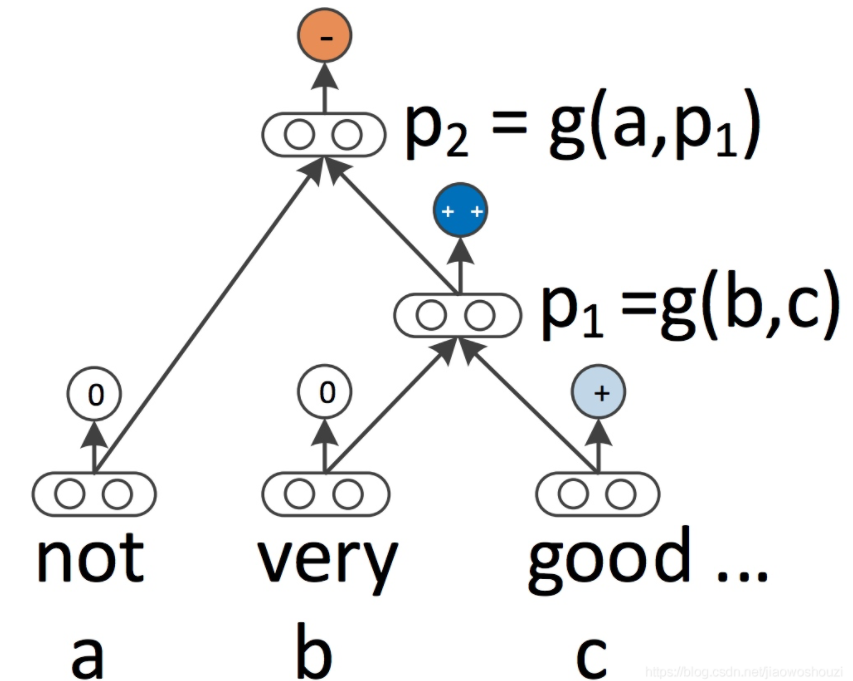 -
p₂ = g(a,p₁)
+ +
p₁ =g(b,c)
0 0 +
not very good ...
a b c
https://blog.csdn.net/jiaowoshouzi